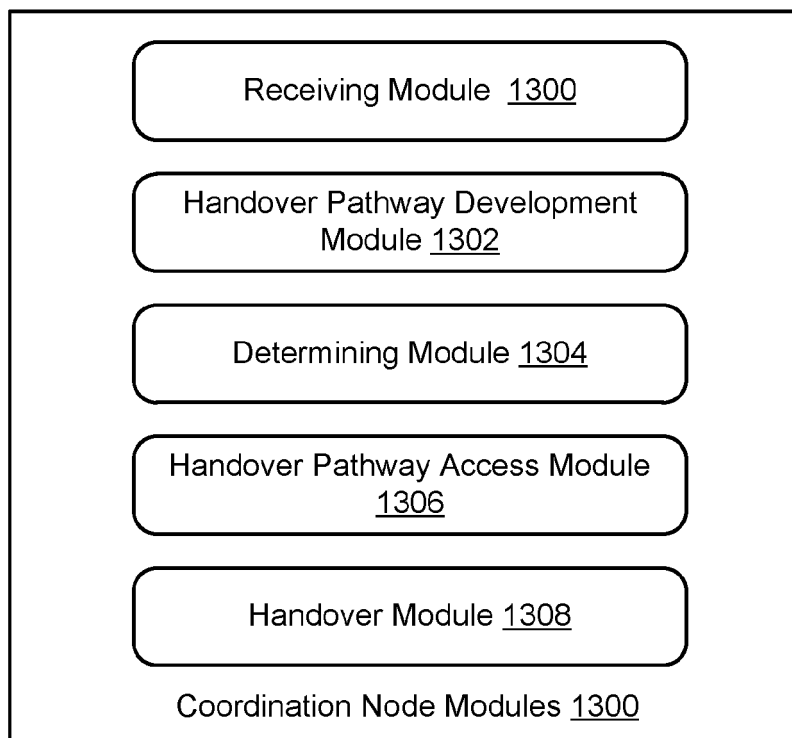 Receiving Module 1300
Handover Pathway Development
Module 1302
Determining Module 1304
Handover Pathway Access Module
1306
Handover Module 1308
Coordination Node Modules 1300